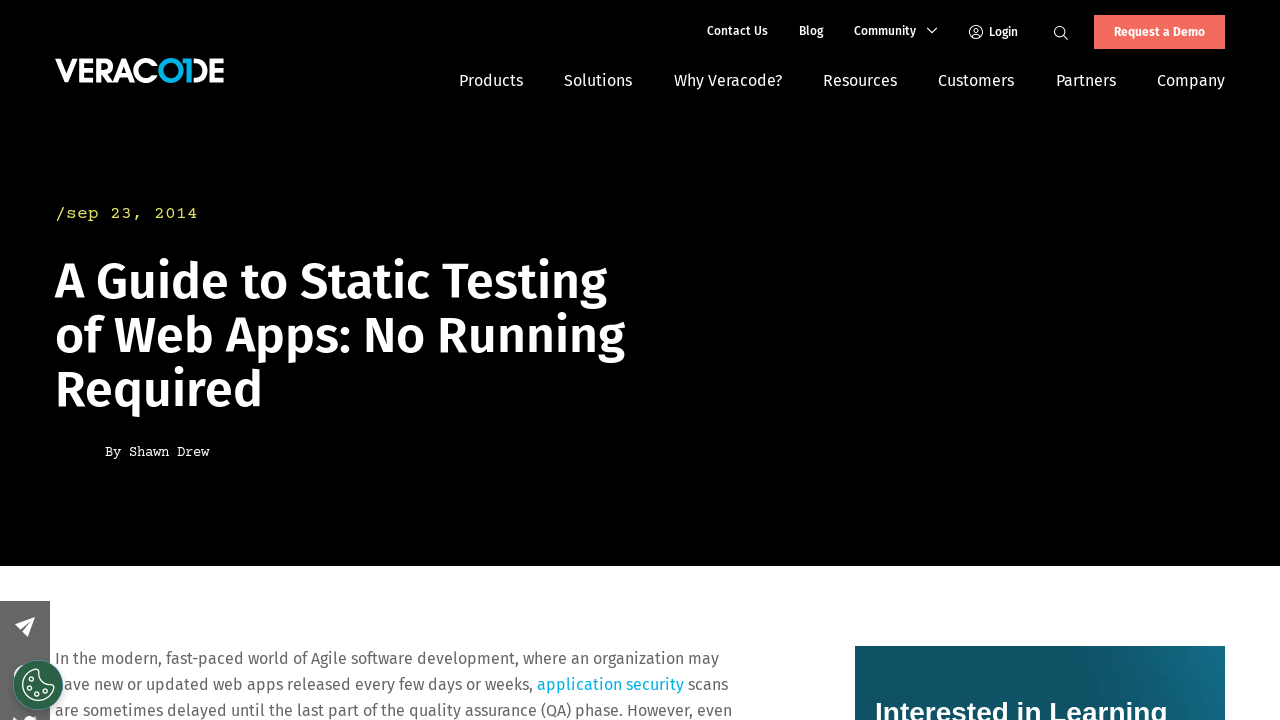 Contact Us
Blog
Community
Login
Request a Demo
VERACODE
Products
Solutions
Why Veracode?
Resources
Customers
Partners
Company
/sep 23, 2014
A Guide to Static Testing
of Web Apps: No Running
Required
By Shawn Drew
In the modern, fast-paced world of Agile software development, where an organization may
have new or updated web apps released every few days or weeks, application security scans
are sometimes delayed until the last part of the quality assurance (QA) phase. However, even
Interested in Learning